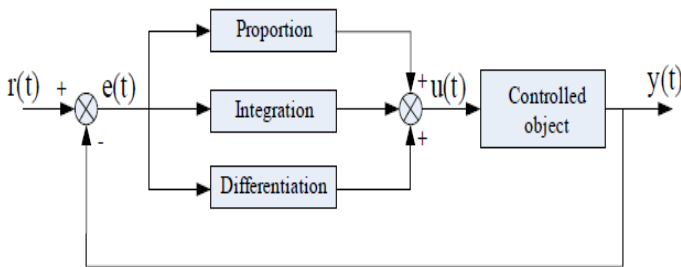 Proportion
r(t) + e(t) Integration + u(t) Controlled object y(t)
-
+
Differentiation